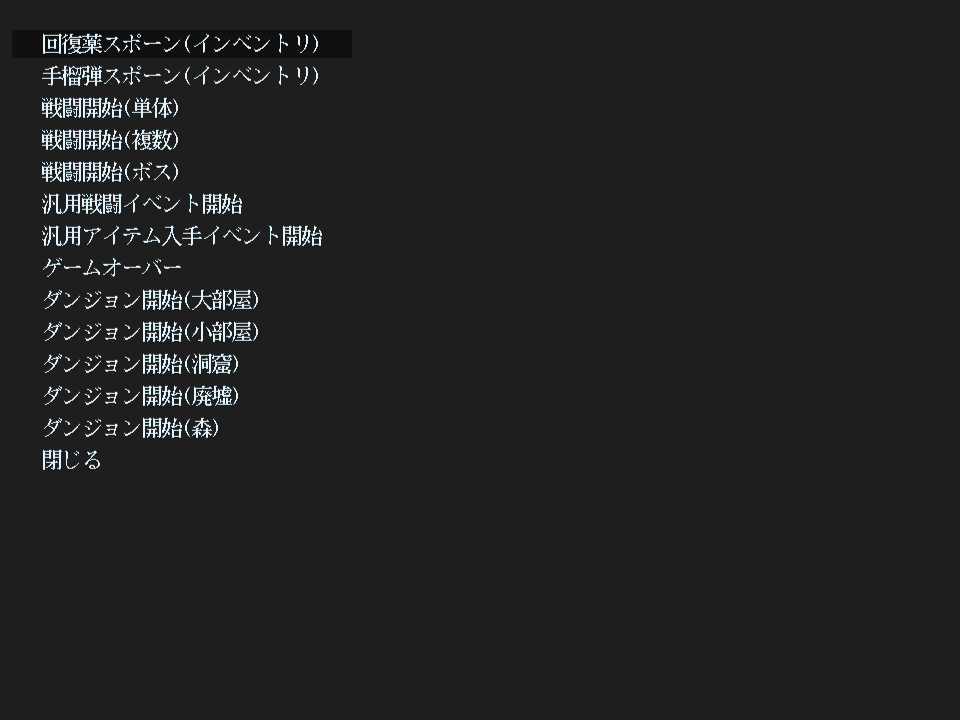 回復薬スポーン(インベントリ)
手榴弾スポーン(インベントリ)
戦闘開始(単体)
戦闘開始(複数)
戦闘開始(ボス)
汎用戦闘イベント開始
汎用アイテム入手イベント開始
ゲームオーバー
ダンジョン開始(大部屋)
ダンジョン開始(小部屋)
ダンジョン開始(洞窟)
ダンジョン開始(廃墟)
ダンジョン開始(森)
閉じる